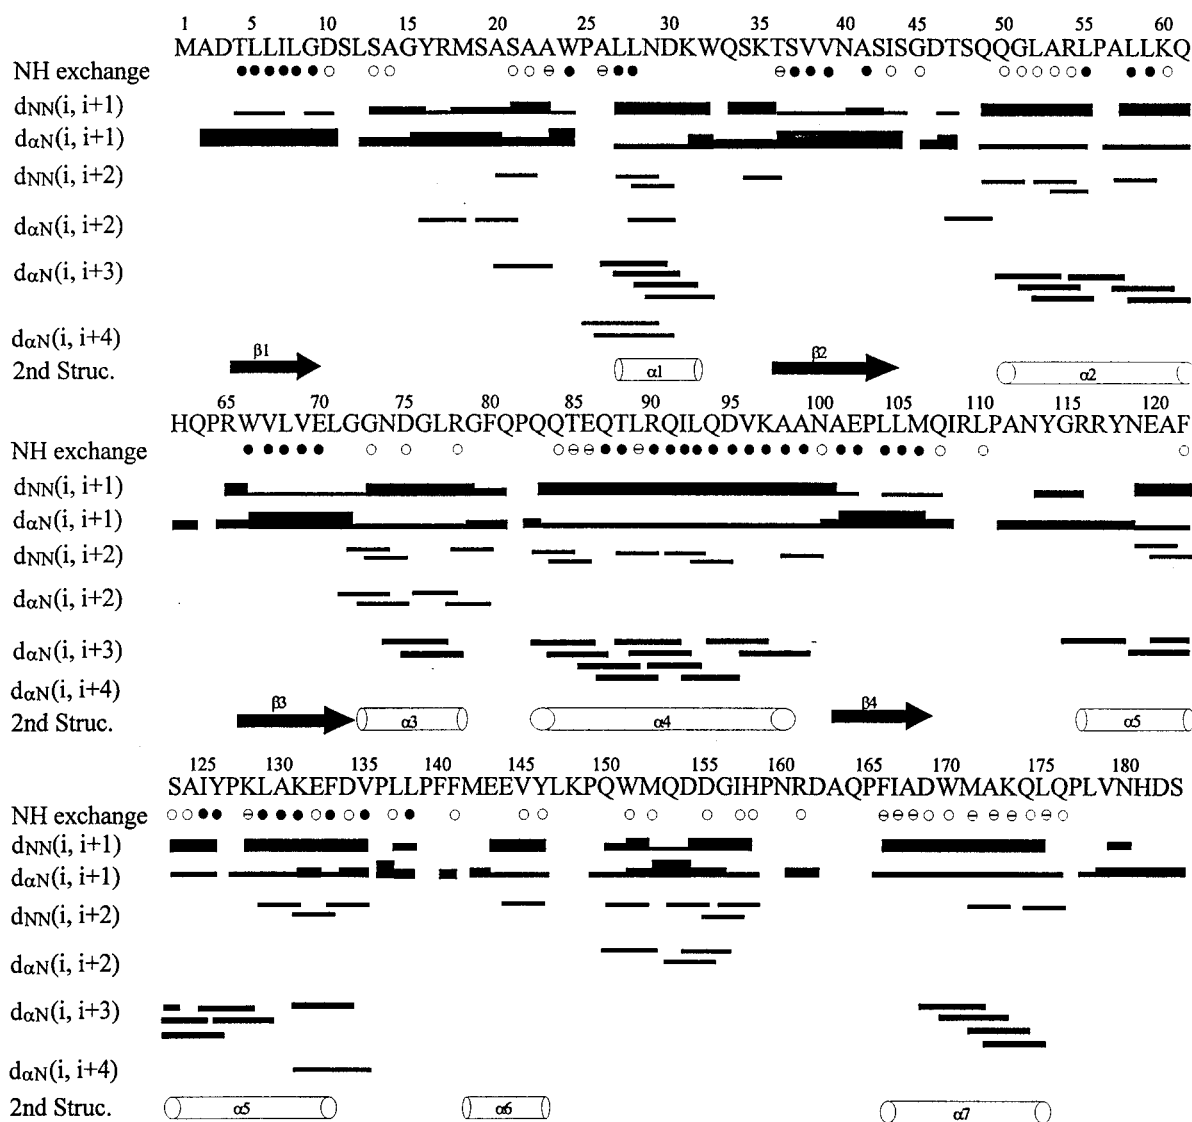 1 5 10 15 20 25 30 35 40 45 50 55 60
MADTLLILGDSLSAGYRMSASAAWPALLNDKWQSKTSVVNASISGDTSQQGLARLPALLKQ
NH exchange
dNN(i, i+1)
dαN(i, i+1)
dNN(i, i+2)
dαN(i, i+2)
dαN(i, i+3)
dαN(i, i+4)
2nd Struc. β1 α1 β2 α2
65 70 75 80 85 90 95 100 105 110 115 120
HQPRWVLVELGGNDGLRGFQPQQTEQTLRQILQDVKAANAEPLLMQIRLPANYGRRYNEAF
NH exchange
dNN(i, i+1)
dαN(i, i+1)
dNN(i, i+2)
dαN(i, i+2)
dαN(i, i+3)
dαN(i, i+4)
2nd Struc. β3 α3 α4 β4 α5
125 130 135 140 145 150 155 160 165 170 175 180
SAIYPKLAKEFDVPLLPFFMEEVYLKPQWMQDDGIHPNRDAQPFIADWMAKQLQPLVNHDS
NH exchange
dNN(i, i+1)
dαN(i, i+1)
dNN(i, i+2)
dαN(i, i+2)
dαN(i, i+3)
dαN(i, i+4)
2nd Struc. α5 α6 α7